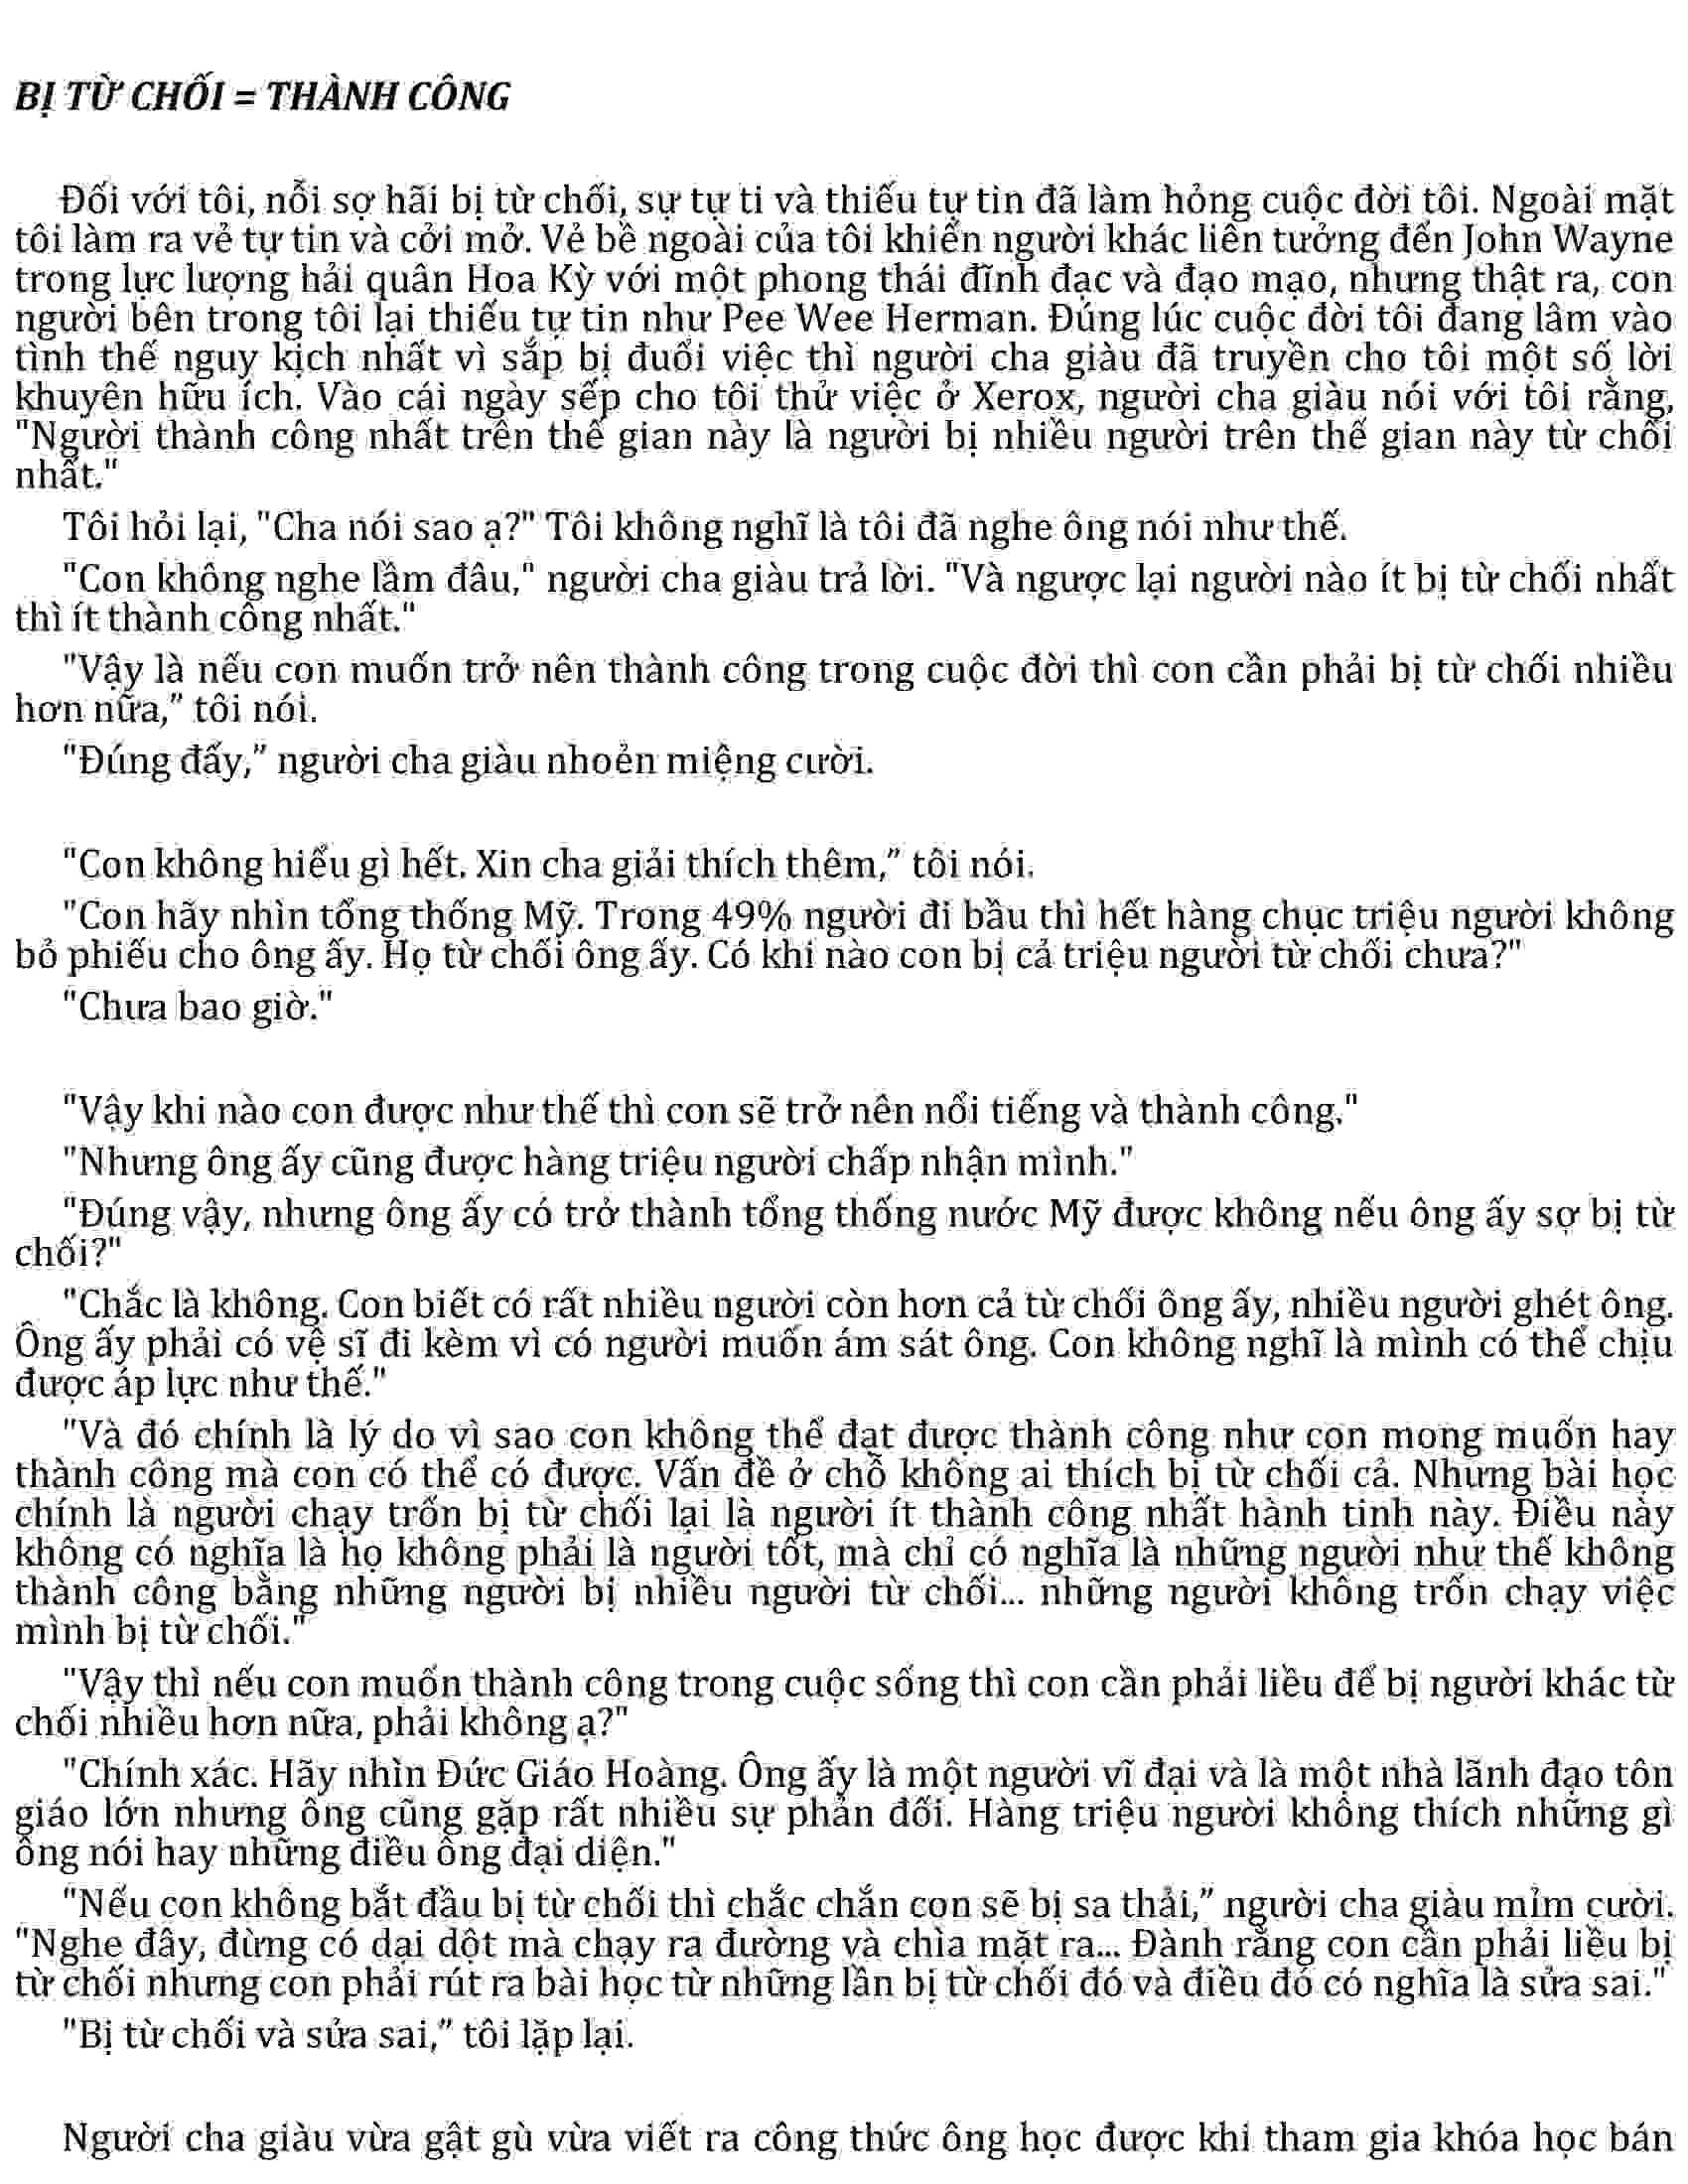 BỊ TỪ CHỐI = THÀNH CÔNG
Đối với tôi, nỗi sợ hãi bị từ chối, sự tự ti và thiếu tự tin đã làm hỏng cuộc đời tôi. Ngoài mặt
tôi làm ra vẻ tự tin và cởi mở. Vẻ bề ngoài của tôi khiến người khác liên tưởng đến John Wayne
trong lực lượng hải quân Hoa Kỳ với một phong thái đĩnh đạc và đạo mạo, nhưng thật ra, con
người bên trong tôi lại thiếu tự tin như Pee Wee Herman. Đúng lúc cuộc đời tôi đang lâm vào
tình thế nguy kịch nhất vì sắp bị đuổi việc thì người cha giàu đã truyền cho tôi một số lời
khuyên hữu ích. Vào cái ngày sếp cho tôi thử việc ở Xerox, người cha giàu nói với tôi rằng,
"Người thành công nhất trên thế gian này là người bị nhiều người trên thế gian này từ chối
nhất."
Tôi hỏi lại, "Cha nói sao ạ?" Tôi không nghĩ là tôi đã nghe ông nói như thế.
"Con không nghe lầm đâu," người cha giàu trả lời. "Và ngược lại người nào ít bị từ chối nhất
thì ít thành công nhất."
"Vậy là nếu con muốn trở nên thành công trong cuộc đời thì con cần phải bị từ chối nhiều
hơn nữa,” tôi nói.
"Đúng đấy,” người cha giàu nhoẻn miệng cười.
"Con không hiểu gì hết. Xin cha giải thích thêm,” tôi nói.
"Con hãy nhìn tổng thống Mỹ. Trong 49% người đi bầu thì hết hàng chục triệu người không
bỏ phiếu cho ông ấy. Họ từ chối ông ấy. Có khi nào con bị cả triệu người từ chối chưa?"
"Chưa bao giờ."
"Vậy khi nào con được như thế thì con sẽ trở nên nổi tiếng và thành công."
"Nhưng ông ấy cũng được hàng triệu người chấp nhận mình."
"Đúng vậy, nhưng ông ấy có trở thành tổng thống nước Mỹ được không nếu ông ấy sợ bị từ
chối?"
"Chắc là không. Con biết có rất nhiều người còn hơn cả từ chối ông ấy, nhiều người ghét ông.
Ông ấy phải có vệ sĩ đi kèm vì có người muốn ám sát ông. Con không nghĩ là mình có thể chịu
được áp lực như thế."
"Và đó chính là lý do vì sao con không thể đạt được thành công như con mong muốn hay
thành công mà con có thể có được. Vấn đề ở chỗ không ai thích bị từ chối cả. Nhưng bài học
chính là người chạy trốn bị từ chối lại là người ít thành công nhất hành tinh này. Điều này
không có nghĩa là họ không phải là người tốt, mà chỉ có nghĩa là những người như thế không
thành công bằng những người bị nhiều người từ chối... những người không trốn chạy việc
mình bị từ chối."
"Vậy thì nếu con muốn thành công trong cuộc sống thì con cần phải liều để bị người khác từ
chối nhiều hơn nữa, phải không ạ?"
"Chính xác. Hãy nhìn Đức Giáo Hoàng. Ông ấy là một người vĩ đại và là một nhà lãnh đạo tôn
giáo lớn nhưng ông cũng gặp rất nhiều sự phản đối. Hàng triệu người không thích những gì
ông nói hay những điều ông đại diện."
"Nếu con không bắt đầu bị từ chối thì chắc chắn con sẽ bị sa thải,” người cha giàu mỉm cười.
"Nghe đây, đừng có dại dột mà chạy ra đường và chìa mặt ra... Đành rằng con cần phải liều bị
từ chối nhưng con phải rút ra bài học từ những lần bị từ chối đó và điều đó có nghĩa là sửa sai."
"Bị từ chối và sửa sai,” tôi lặp lại.
Người cha giàu vừa gật gù vừa viết ra công thức ông học được khi tham gia khóa học bán